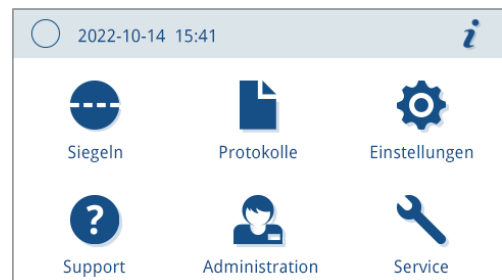 2022-10-14 15:41 i
Siegeln Protokolle Einstellungen
? 
Support Administration Service